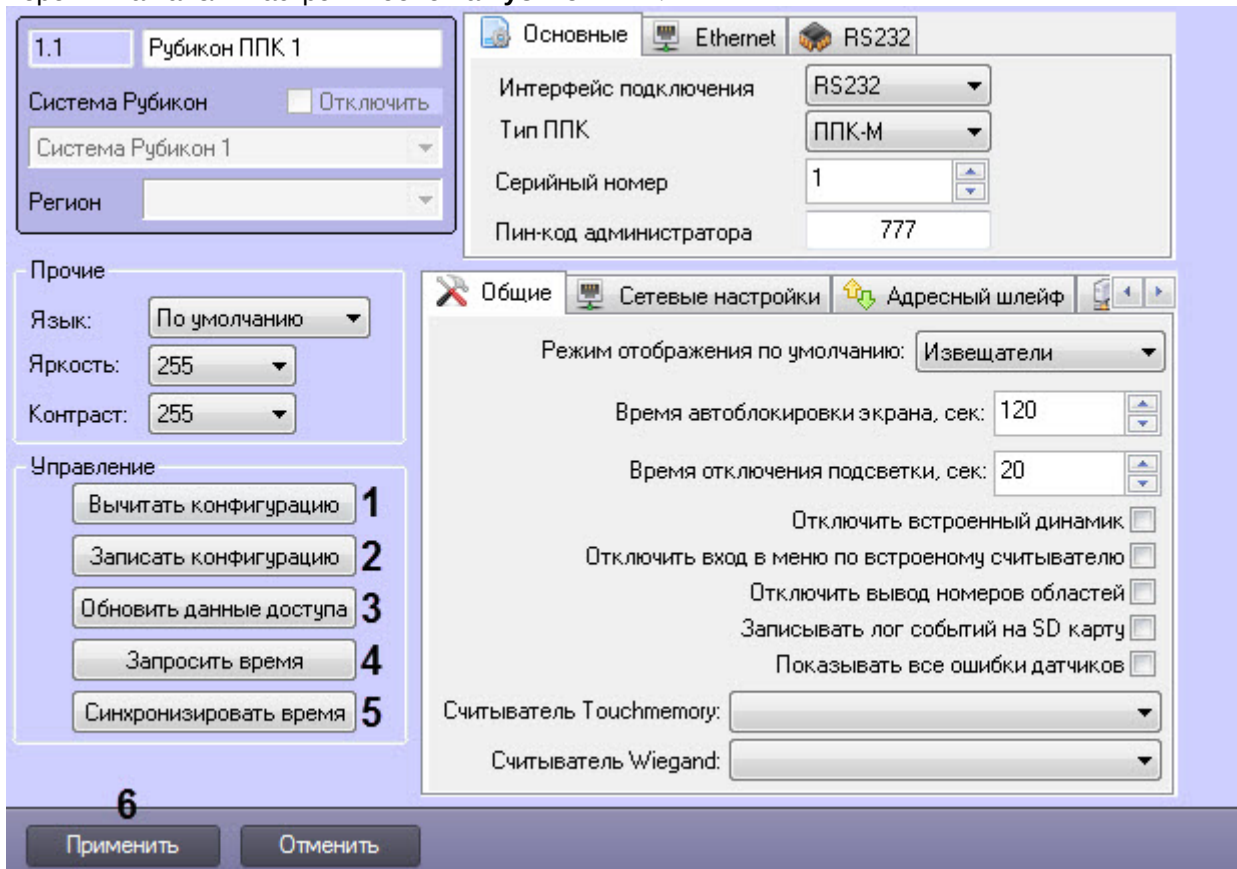 1.1 Рубикон ППК 1
Система Рубикон Отключить
Система Рубикон 1
Регион
Основные Ethernet RS232
Интерфейс подключения RS232
Тип ППК ППК-М
Серийный номер 1
Пин-код администратора 777
Прочие
Язык: По умолчанию
Яркость: 255
Контраст: 255
Управление
Вычитать конфигурацию 1
Записать конфигурацию 2
Обновить данные доступа 3
Запросить время 4
Синхронизировать время 5
Общие Сетевые настройки Адресный шлейф
Режим отображения по умолчанию: Извещатели
Время автоблокировки экрана, сек: 120
Время отключения подсветки, сек: 20
Отключить встроенный динамик
Отключить вход в меню по встроеному считывателю
Отключить вывод номеров областей
Записывать лог событий на SD карту
Показывать все ошибки датчиков
Считыватель Touchmemory:
Считыватель Wiegand:
6
Применить Отменить